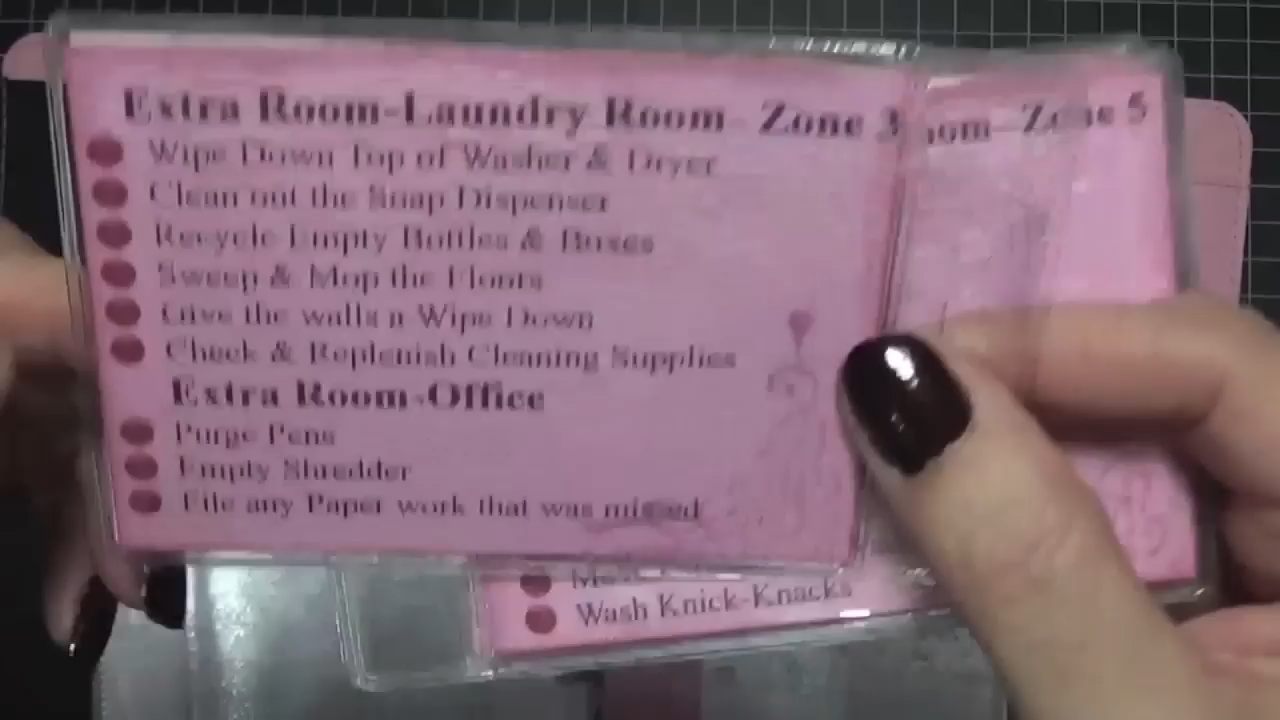 Extra Room-Laundry Room- Zone 3
Wipe Down Top of Washer & Dryer
Clean out the Soap Dispenser
Recycle Empty Bottles & Boxes
Sweep & Mop the Floors
Give the walls a Wipe Down
Check & Replenish Cleaning Supplies
Extra Room-Office
Purge Pens
Empty Shredder
File any Paper work that was missed
Zone 5
Wash Knick-Knacks